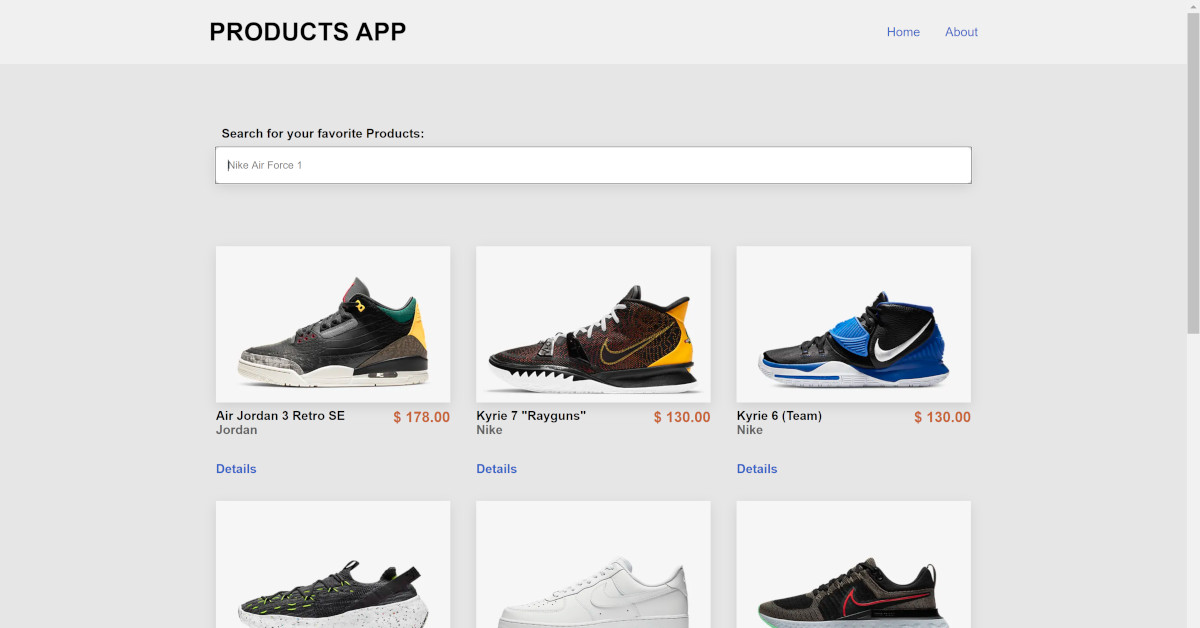 PRODUCTS APP
Home
About
Search for your favorite Products:
Nike Air Force 1
Air Jordan 3 Retro SE
$ 178.00
Jordan
Kyrie 7 "Rayguns"
$ 130.00
Nike
Kyrie 6 (Team)
$ 130.00
Nike
Details
Details
Details